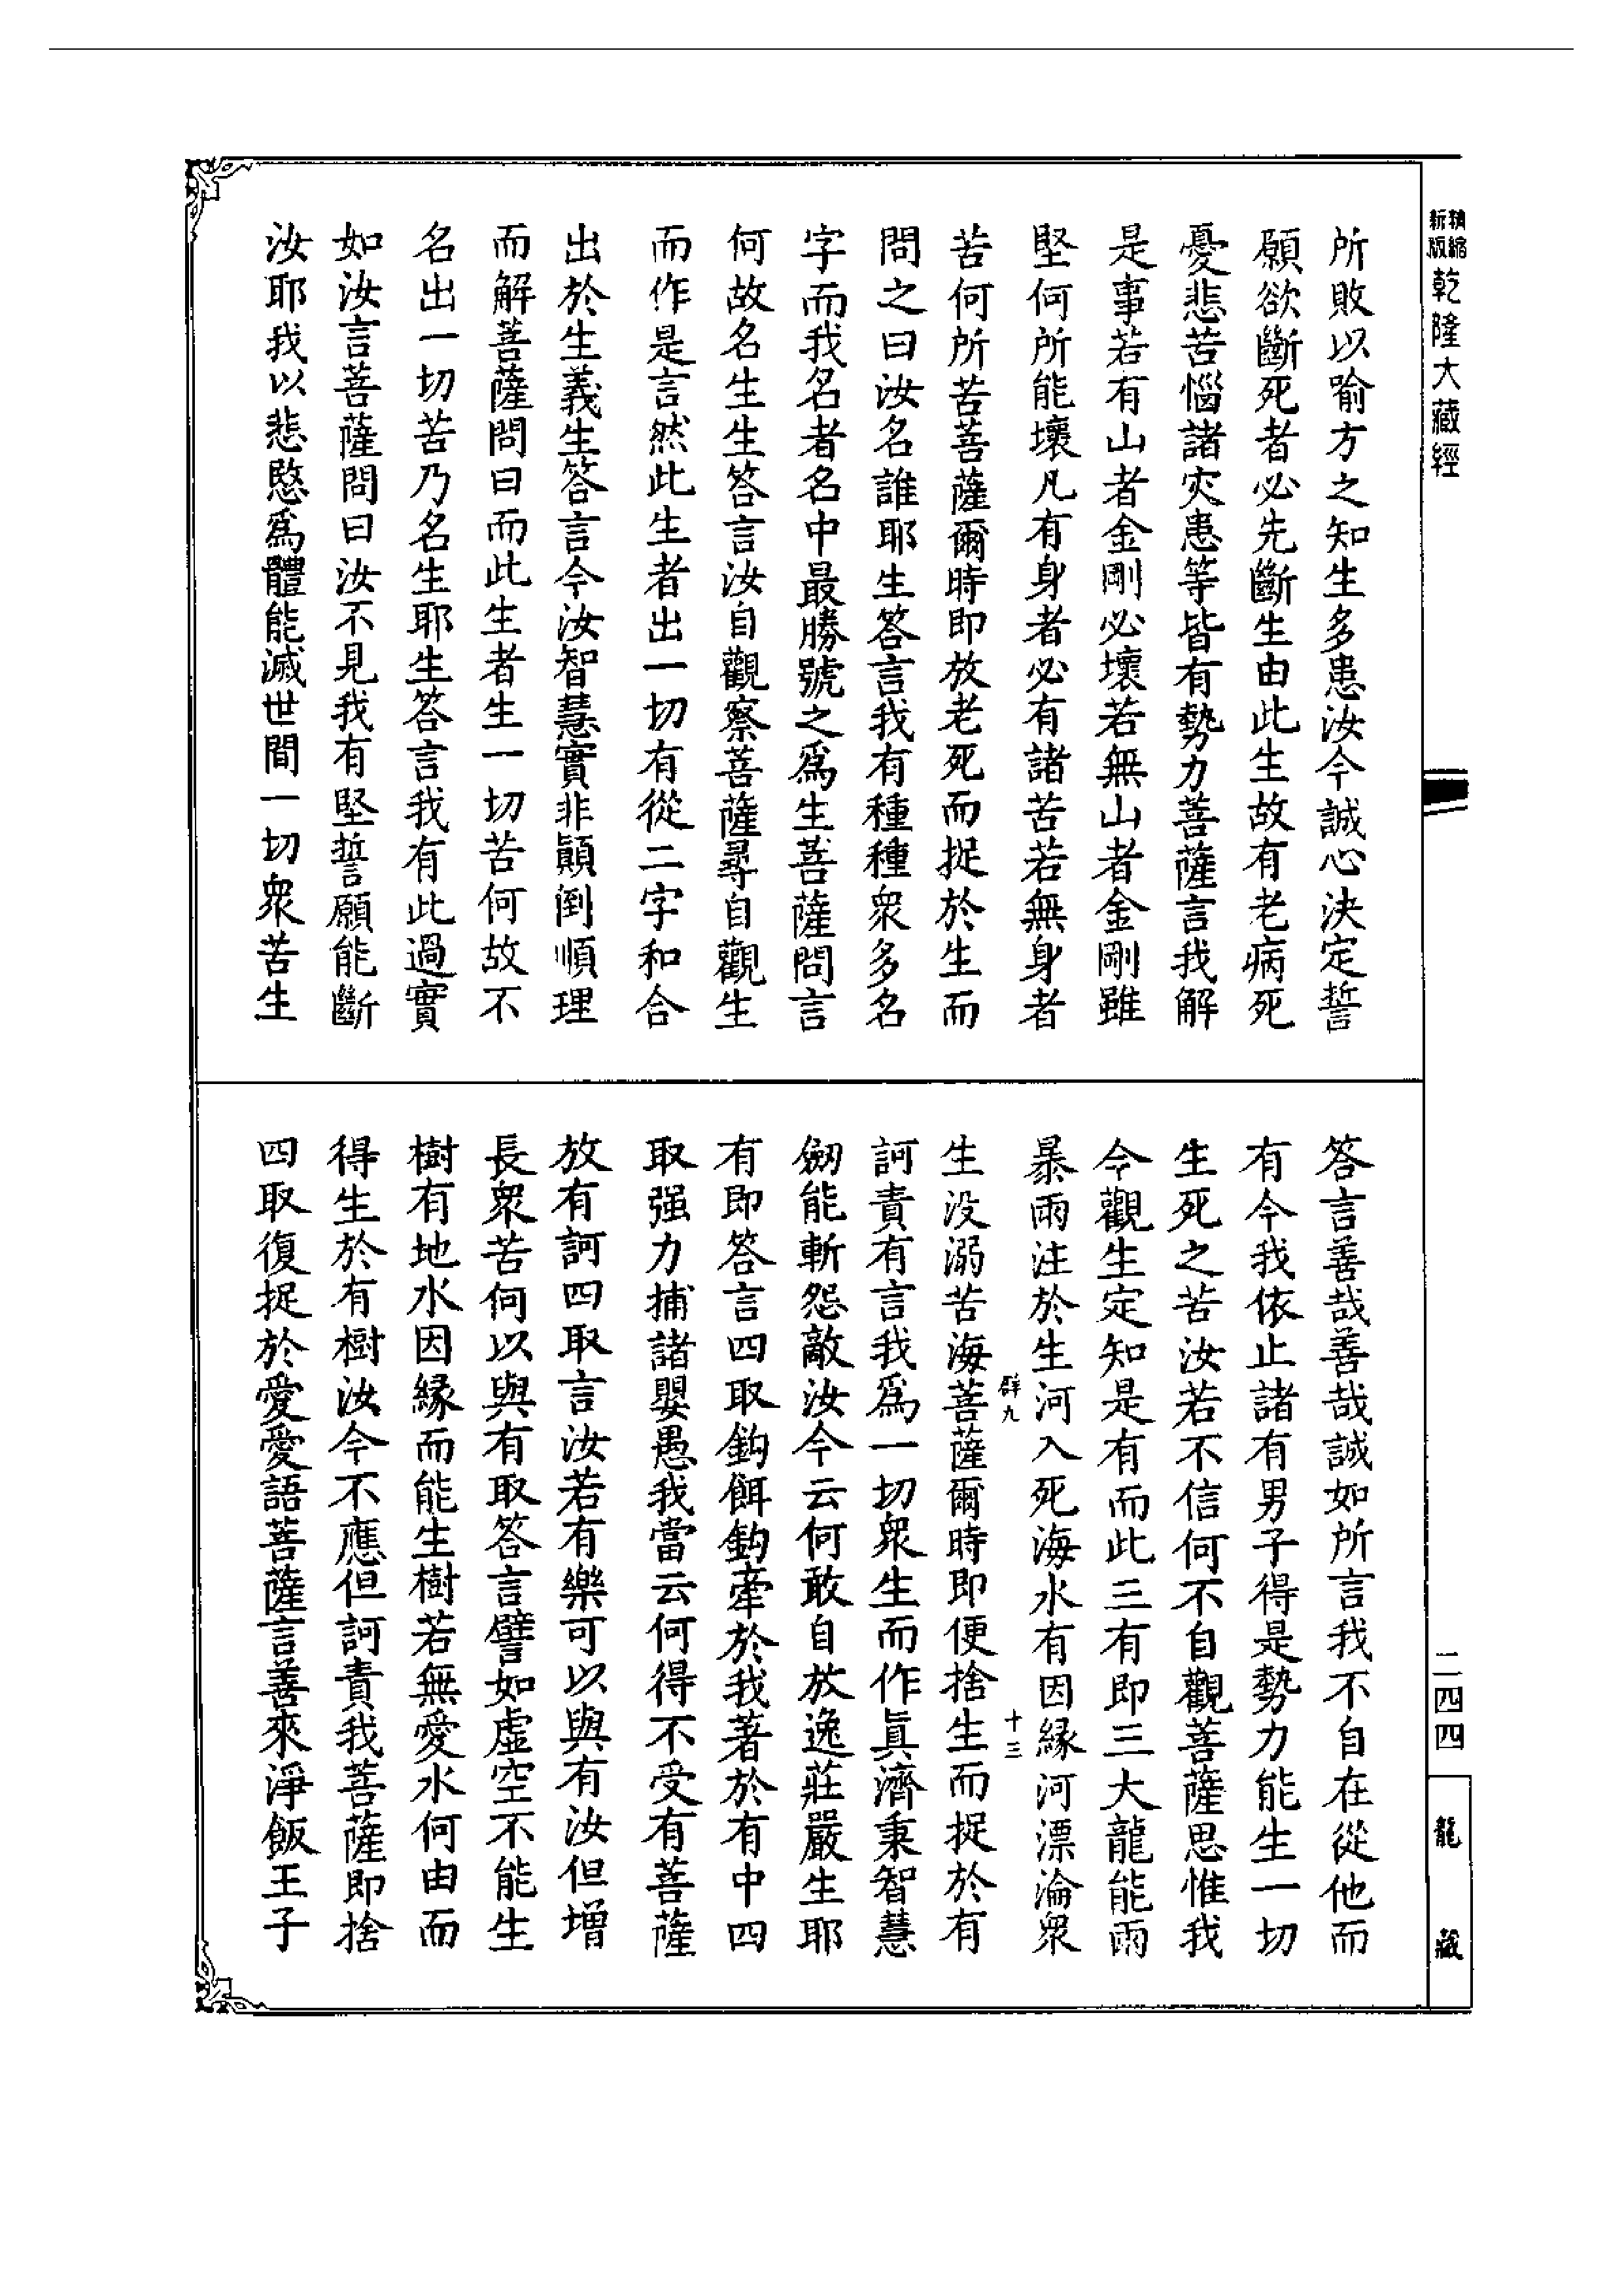 精縮新版
乾隆大藏經
所敗以喻方之知生多患汝今誠心決定誓
願欲斷死者必先斷生由此生故有老病死
憂悲苦惱諸灾患等皆有勢力菩薩言我解
是事若有山者金剛必壞若無山者金剛雖
堅何所能壞凡有身者必有諸苦若無身者
苦何所苦菩薩爾時即放老死而捉於生而
問之曰汝名誰耶生答言我有種種衆多名
字而我名者名中最勝號之爲生菩薩問言
何故名生生答言汝自觀察菩薩尋自觀生
而作是言然此生者出一切有從二字和合
出於生義生答言今汝智慧實非顚倒順理
而解菩薩問曰而此生者生一切苦何故不
名出一切苦乃名生耶生答言我有此過實
如汝言菩薩問曰汝不見我有堅誓願能斷
汝耶我以悲愍爲體能滅世間一切衆苦生
答言善哉善哉誠如所言我不自在從他而
有今我依止諸有男子得是勢力能生一切
生死之苦汝若不信何不自觀菩薩思惟我
今觀生定知是有而此三有即三大龍能雨
暴雨注於生河入死海水有因緣河漂淪衆
群九
十三
生没溺苦海菩薩爾時即便捨生而捉於有
訶責有言我爲一切衆生而作眞濟秉智慧
劒能斬怨敵汝今云何敢自放逸莊嚴生耶
有即答言四取鉤餌鉤牽於我著於有中四
取强力捕諸嬰愚我當云何得不受有菩薩
放有訶四取言汝若有樂可以與有汝但增
長衆苦何以與有取答言譬如虛空不能生
樹有地水因緣而能生樹若無愛水何由而
得生於有樹汝今不應但訶責我菩薩即捨
四取復捉於愛愛語菩薩言善來淨飯王子
二四四
龍藏